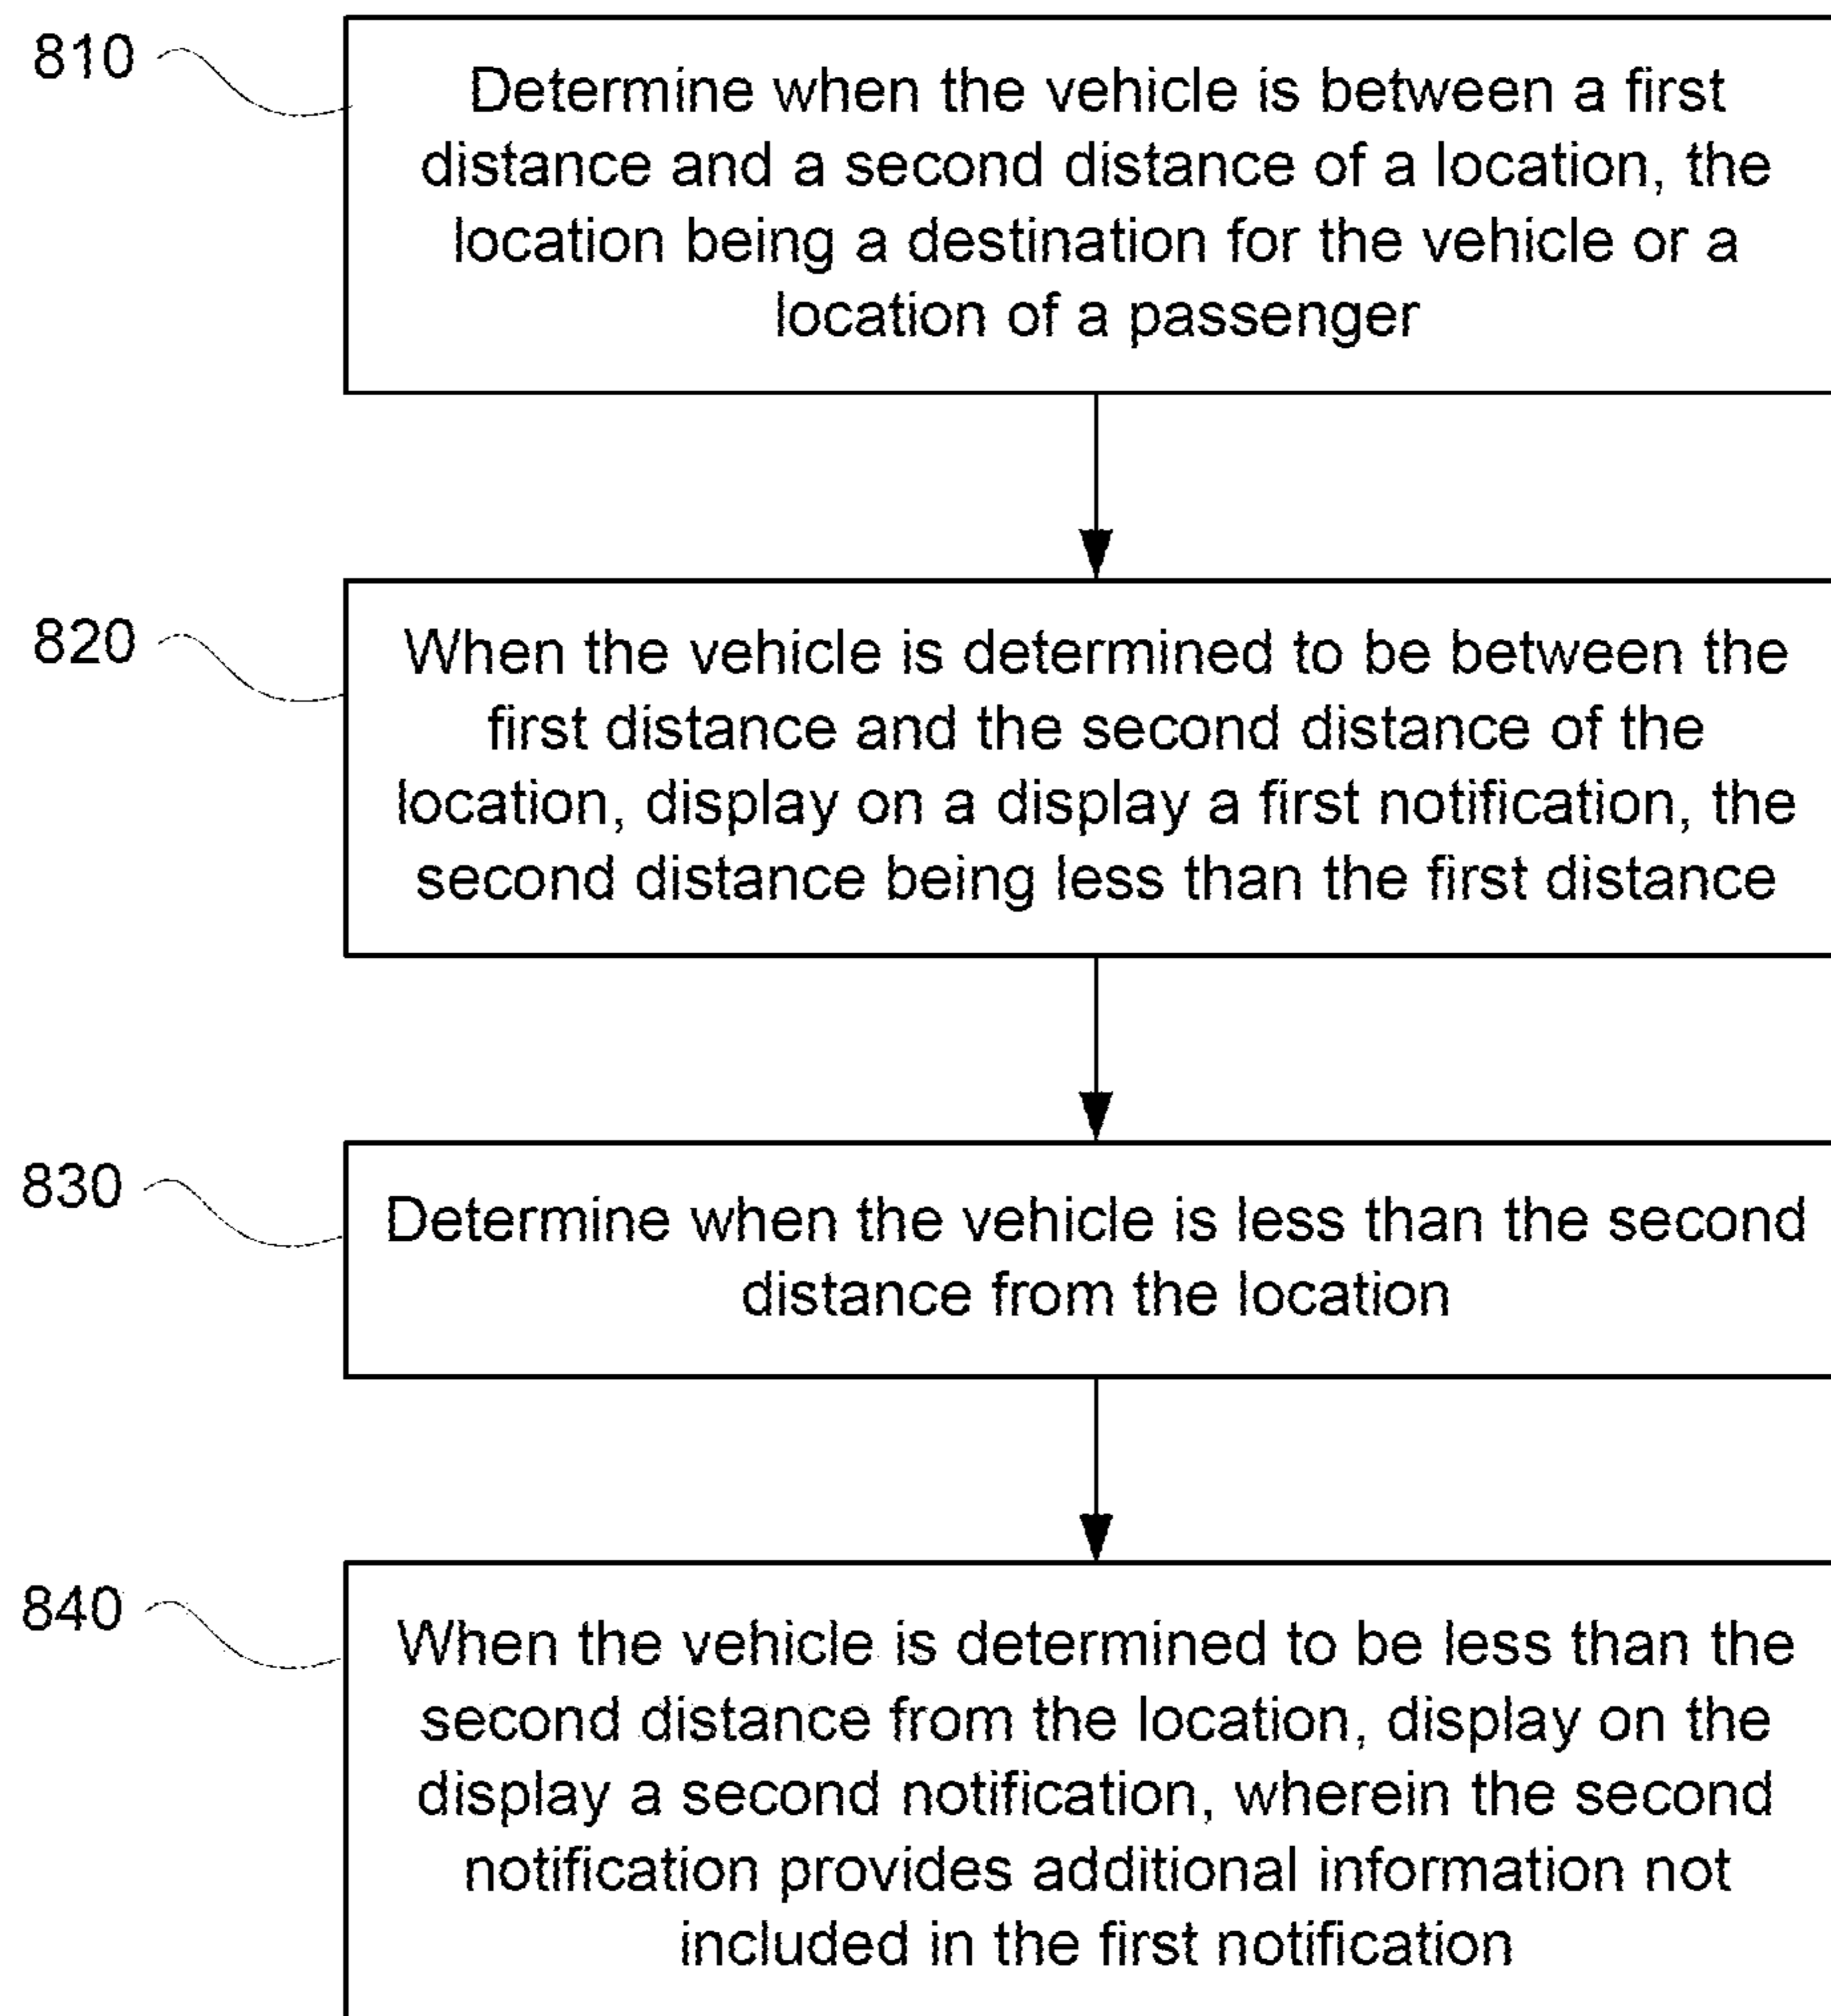 810
Determine when the vehicle is between a first
distance and a second distance of a location, the
location being a destination for the vehicle or a
location of a passenger
820
When the vehicle is determined to be between the
first distance and the second distance of the
location, display on a display a first notification, the
second distance being less than the first distance
830
Determine when the vehicle is less than the second
distance from the location
840
When the vehicle is determined to be less than the
second distance from the location, display on the
display a second notification, wherein the second
notification provides additional information not
included in the first notification